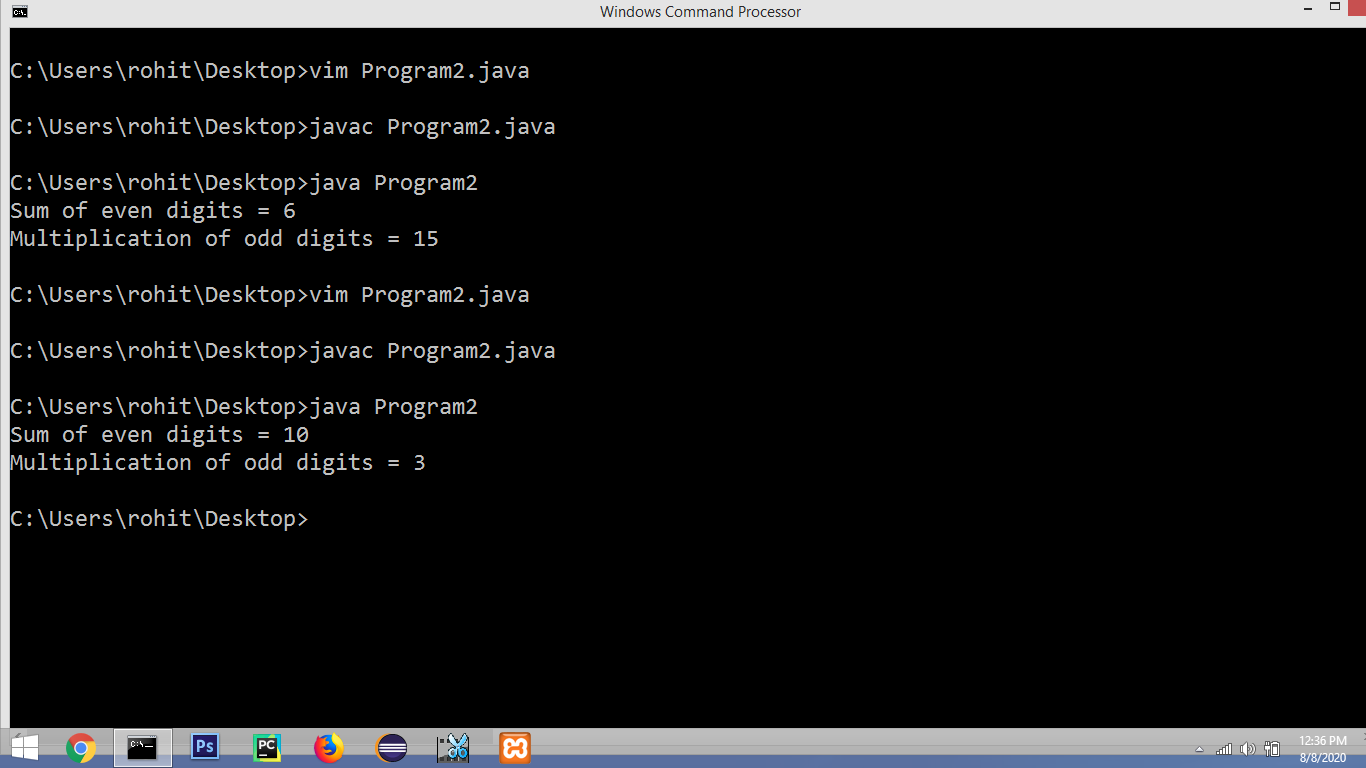 Windows Command Processor
C:\Users\rohit\Desktop>vim Program2.java
C:\Users\rohit\Desktop>javac Program2.java
C:\Users\rohit\Desktop>java Program2
Sum of even digits = 6
Multiplication of odd digits = 15
C:\Users\rohit\Desktop>vim Program2.java
C:\Users\rohit\Desktop>javac Program2.java
C:\Users\rohit\Desktop>java Program2
Sum of even digits = 10
Multiplication of odd digits = 3
C:\Users\rohit\Desktop>
Ps
PC
12:36 PM
8/8/2020